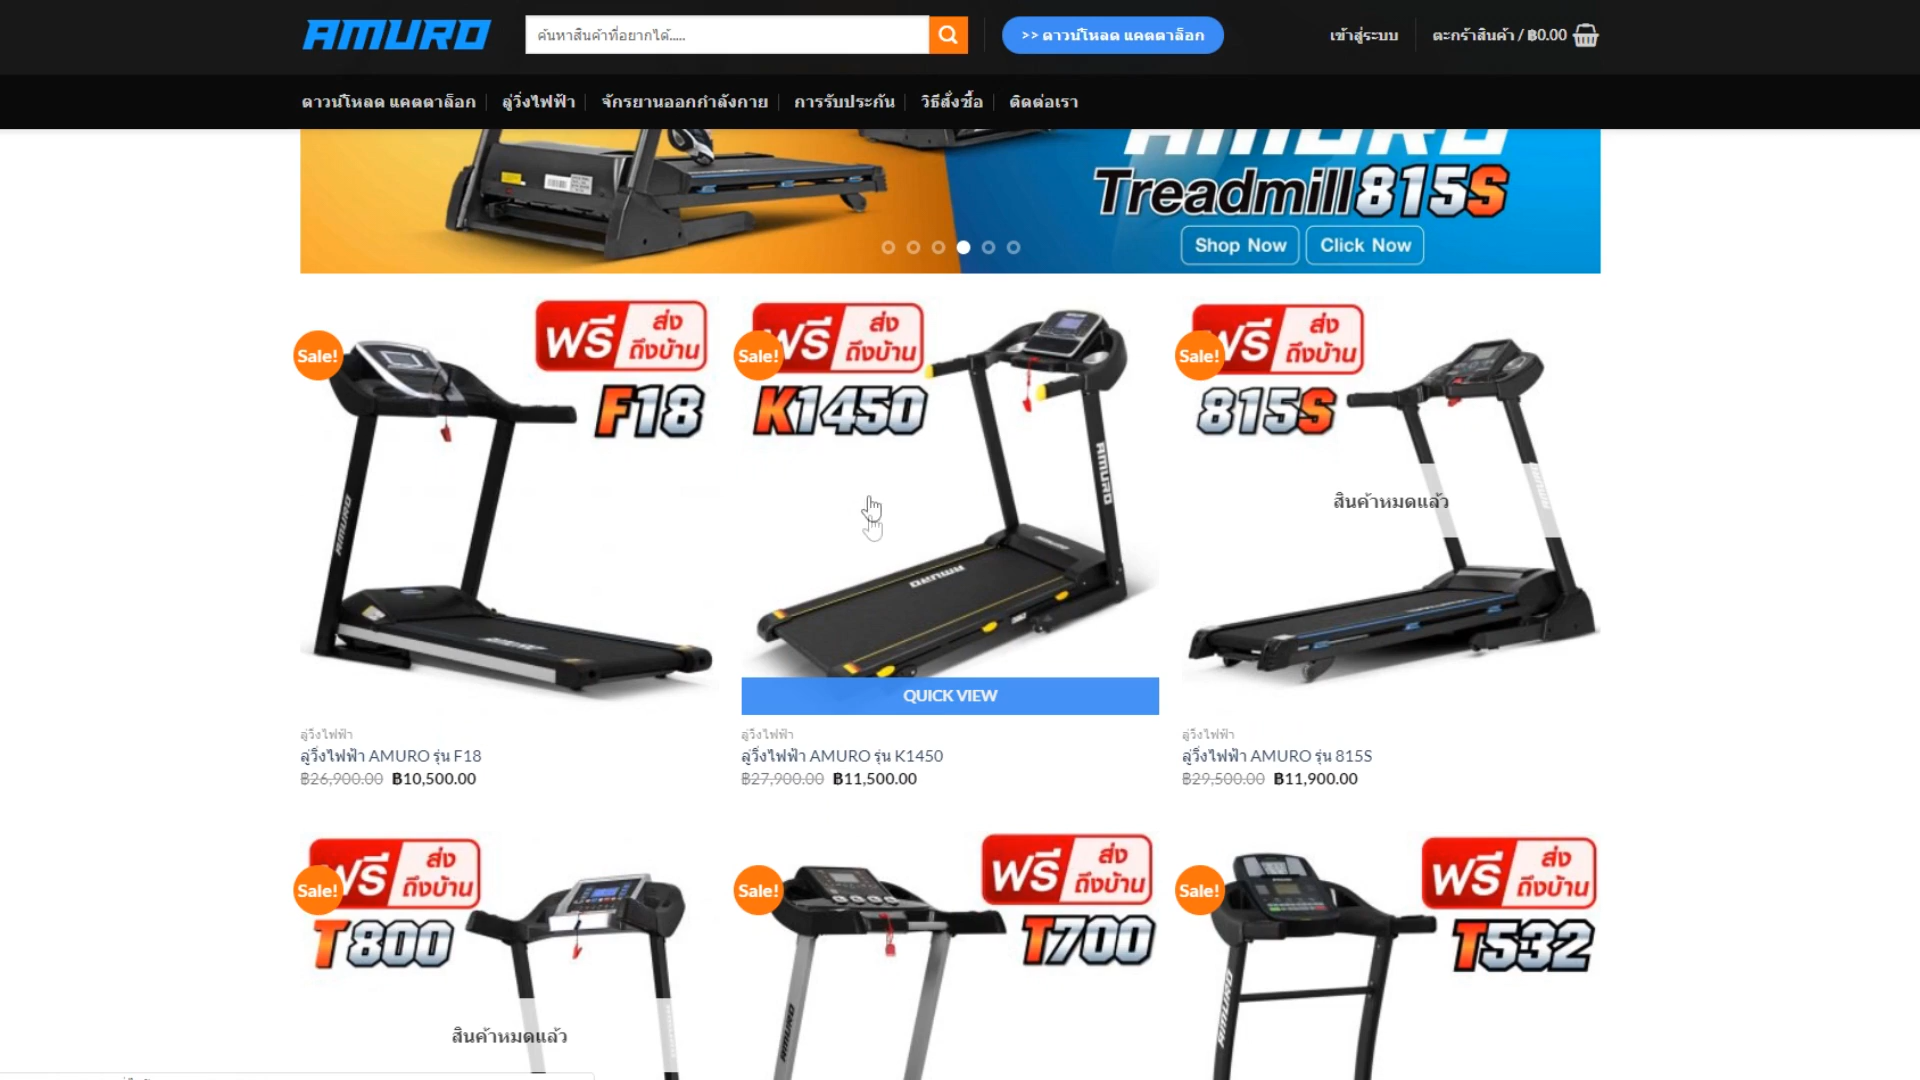 AMURO
ค้นหาสินค้าที่อยากได้.....
>> ดาวน์โหลด แคตตาล็อก
เข้าสู่ระบบ
ตะกร้าสินค้า / ฿0.00
ดาวน์โหลด แคตตาล็อก
ลู่วิ่งไฟฟ้า
จักรยานออกกำลังกาย
การรับประกัน
วิธีสั่งซื้อ
ติดต่อเรา
AMURO
Treadmill815S
Shop Now
Click Now
Sale!
ฟรี ส่งถึงบ้าน
F18
AMURO
Sale!
ฟรี ส่งถึงบ้าน
K1450
AMURO
AMURO
QUICK VIEW
Sale!
ฟรี ส่งถึงบ้าน
815S
สินค้าหมดแล้ว
ลู่วิ่งไฟฟ้า
ลู่วิ่งไฟฟ้า AMURO รุ่น F18
฿26,900.00 ฿10,500.00
ลู่วิ่งไฟฟ้า
ลู่วิ่งไฟฟ้า AMURO รุ่น K1450
฿27,900.00 ฿11,500.00
ลู่วิ่งไฟฟ้า
ลู่วิ่งไฟฟ้า AMURO รุ่น 815S
฿29,500.00 ฿11,900.00
Sale!
ฟรี ส่งถึงบ้าน
T800
สินค้าหมดแล้ว
Sale!
ฟรี ส่งถึงบ้าน
T700
AMURO
Sale!
ฟรี ส่งถึงบ้าน
T532
AMURO